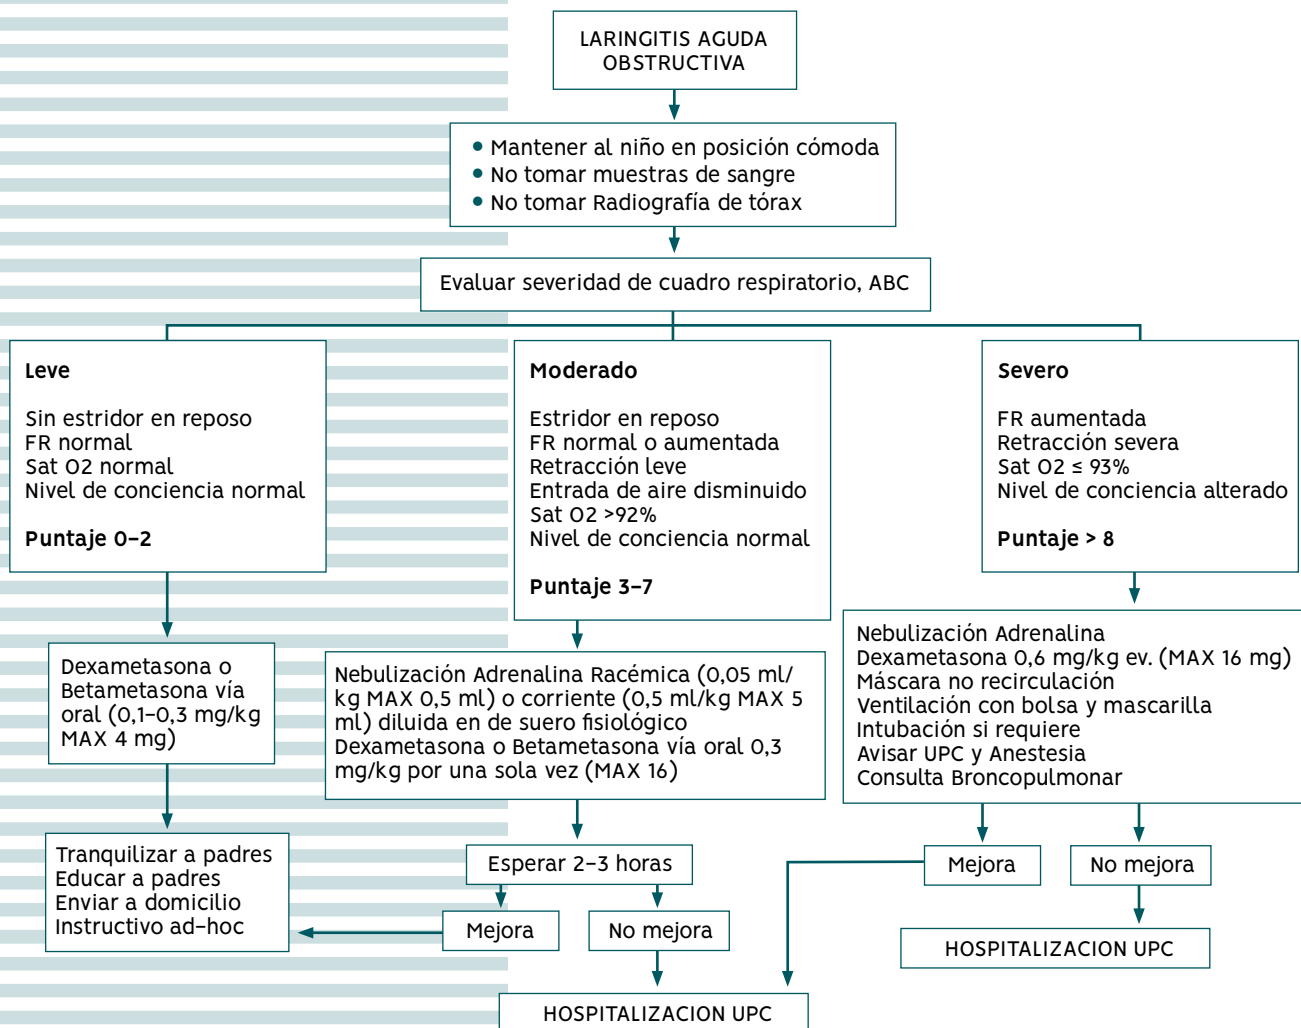 LARINGITIS AGUDA
OBSTRUCTIVA
• Mantener al niño en posición cómoda
• No tomar muestras de sangre
• No tomar Radiografía de tórax
Evaluar severidad de cuadro respiratorio, ABC
Leve
Sin estridor en reposo
FR normal
Sat O2 normal
Nivel de conciencia normal
Puntaje 0–2
Moderado
Estridor en reposo
FR normal o aumentada
Retracción leve
Entrada de aire disminuido
Sat O2 >92%
Nivel de conciencia normal
Puntaje 3–7
Severo
FR aumentada
Retracción severa
Sat O2 ≤ 93%
Nivel de conciencia alterado
Puntaje > 8
Dexametasona o
Betametasona vía
oral (0,1–0,3 mg/kg
MAX 4 mg)
Nebulización Adrenalina Racémica (0,05 ml/
kg MAX 0,5 ml) o corriente (0,5 ml/kg MAX 5
ml) diluida en de suero fisiológico
Dexametasona o Betametasona vía oral 0,3
mg/kg por una sola vez (MAX 16)
Nebulización Adrenalina
Dexametasona 0,6 mg/kg ev. (MAX 16 mg)
Máscara no recirculación
Ventilación con bolsa y mascarilla
Intubación si requiere
Avisar UPC y Anestesia
Consulta Broncopulmonar
Tranquilizar a padres
Educar a padres
Enviar a domicilio
Instructivo ad–hoc
Esperar 2–3 horas
Mejora
No mejora
Mejora
No mejora
HOSPITALIZACION UPC
HOSPITALIZACION UPC